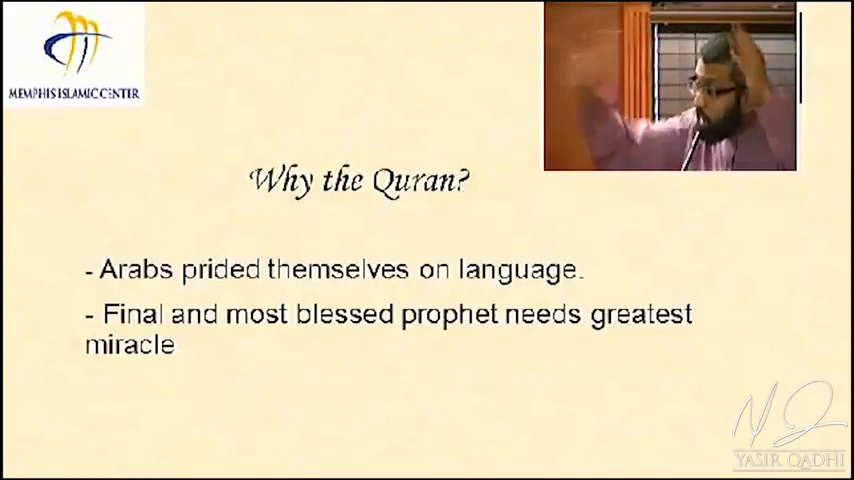 MEMPHIS ISLAMIC CENTER
Why the Quran?
- Arabs prided themselves on language.
- Final and most blessed prophet needs greatest
miracle
YASIR QADHI